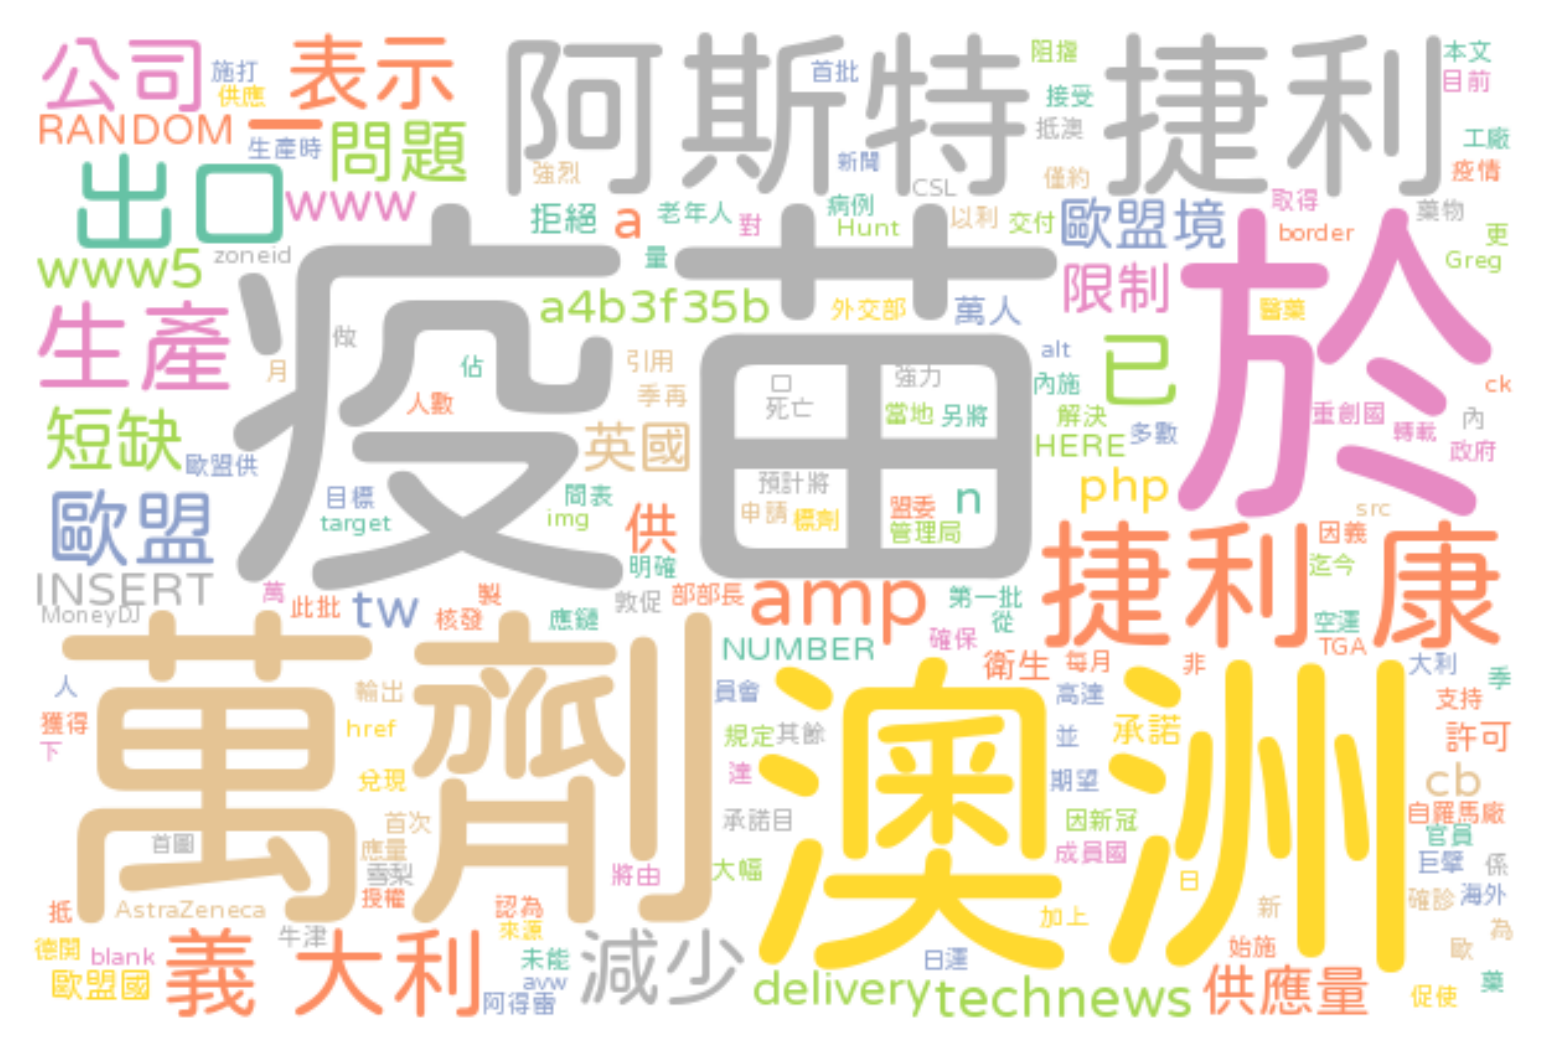 公司
施打
供應
表示
阿斯特
捷利
首批
阻擋
本文
目前
接受
抵澳
RANDOM
一
生產時
問題
強烈
新聞
CSL
僅約
工廠
疫情
出口
www
拒絕
a
老年人
對
病例
Hunt
以利
交付
歐盟境
取得
border
藥物
更
Greg
www5
zoneid
量
疫苗
a4b3f35b
外交部
萬人
限制
醫藥
於
生產
做
月
佔
人數
引用
季再
口
死亡
強力
當地
另將
alt
內施
解決
已
ck
重創國
轉載
內
政府
短缺
歐盟供
英國
HERE
多數
歐盟
目標
target
間表
img
供
預計將
申請
標劑
盟委
n
管理局
php
src
捷利康
因義
迄今
INSERT
MoneyDJ
萬
此批
tw
製
核發
應鏈
明確
敦促
部部長
amp
第一批
從
空運
TGA
NUMBER
確保
衛生
每月
非
大利
季
萬劑
人
獲得
下
輸出
href
兌現
員會
規定
其餘
達
澳洲
高達
並
期望
承諾
支持
許可
cb
首圖
首次
應量
雪梨
授權
承諾目
大幅
將由
因新冠
成員國
日
自羅馬廠
官員
巨擘
係
確診
海外
抵
AstraZeneca
認為
來源
牛津
加上
新
為
歐
德開
blank
歐盟國
義
大利
未能
avw
阿得雷
減少
日運
delivery
technews
始施
供應量
促使
藥